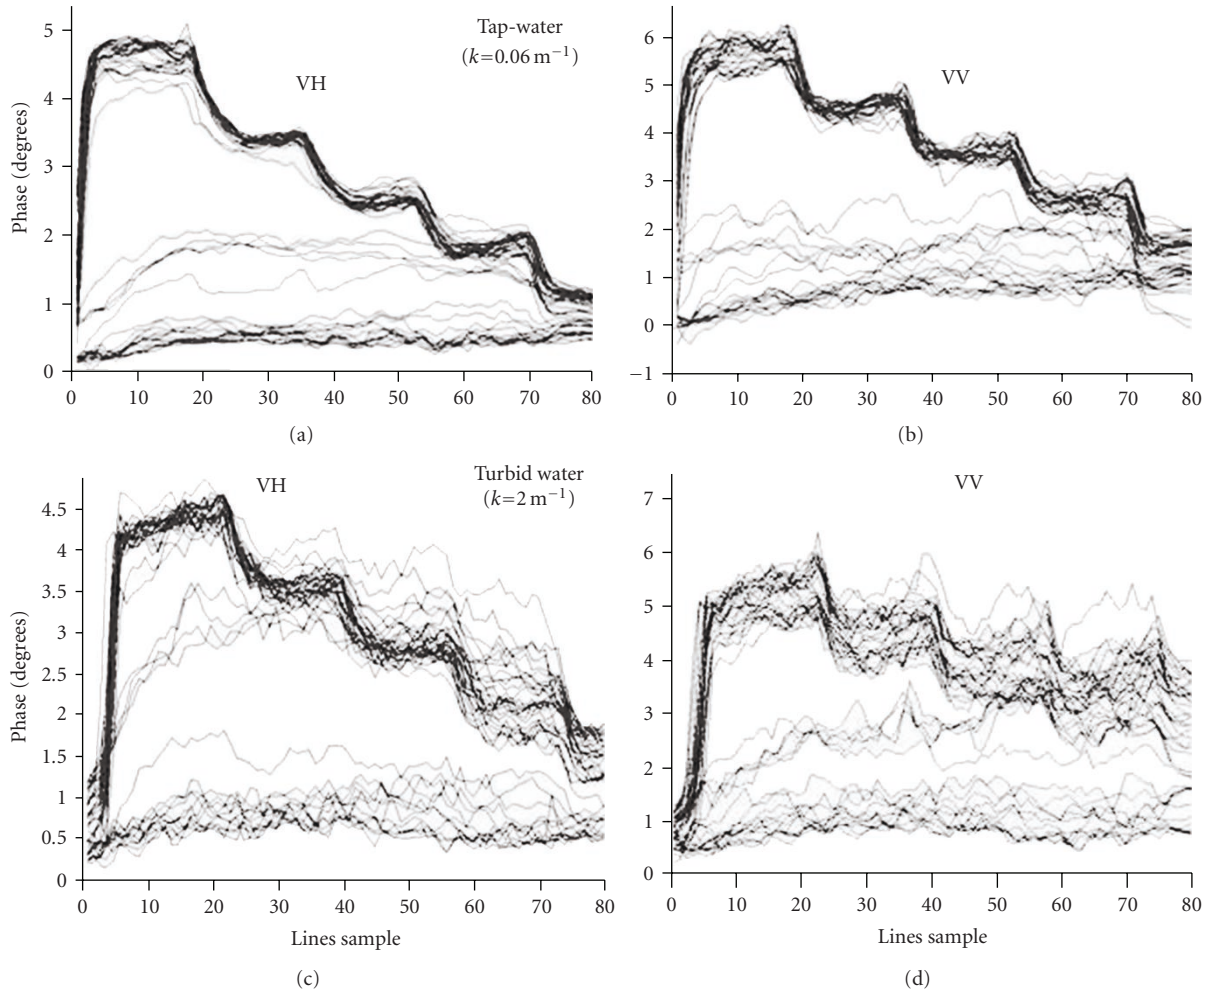 Tap-water
(k=0.06 m−1)
VH
Phase (degrees)
5
4
3
2
1
0
0 10 20 30 40 50 60 70 80
(a)
VV
6
5
4
3
2
1
0
−1
0 10 20 30 40 50 60 70 80
(b)
Turbid water
(k=2 m−1)
VH
Phase (degrees)
4.5
4
3.5
3
2.5
2
1.5
1
0.5
0
0 10 20 30 40 50 60 70 80
Lines sample
(c)
VV
7
6
5
4
3
2
1
0
0 10 20 30 40 50 60 70 80
Lines sample
(d)